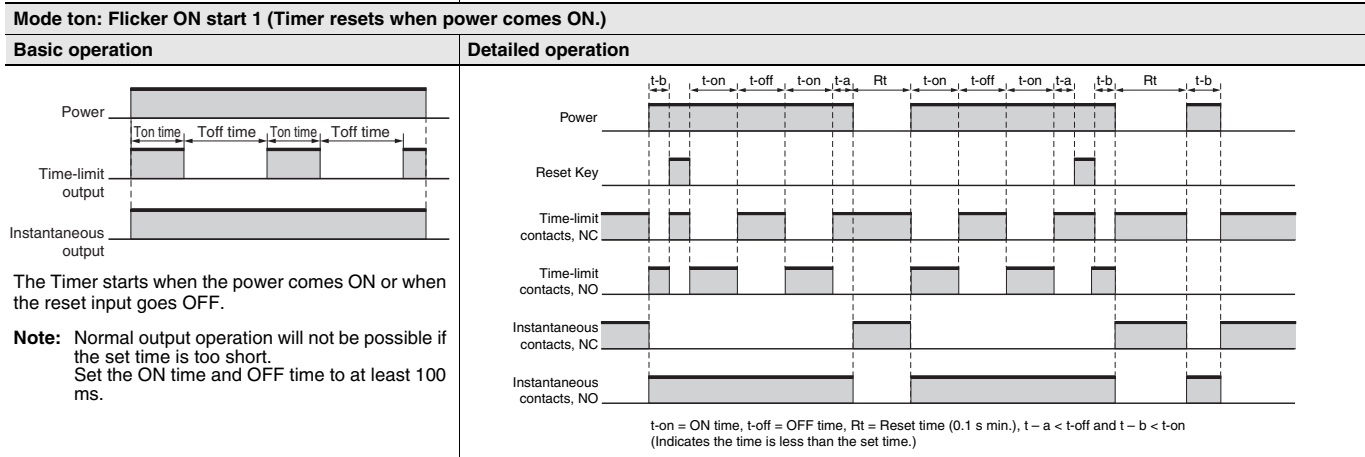 Mode ton: Flicker ON start 1 (Timer resets when power comes ON.)
Basic operation
Detailed operation
Power
Ton time Toff time Ton time Toff time
Time-limit
output
Instantaneous
output
The Timer starts when the power comes ON or when
the reset input goes OFF.
Note: Normal output operation will not be possible if
the set time is too short.
Set the ON time and OFF time to at least 100
ms.
t-b t-on t-off t-on t-a Rt t-on t-off t-on t-a t-b Rt t-b
Power
Reset Key
Time-limit
contacts, NC
Time-limit
contacts, NO
Instantaneous
contacts, NC
Instantaneous
contacts, NO
t-on = ON time, t-off = OFF time, Rt = Reset time (0.1 s min.), t – a < t-off and t – b < t-on
(Indicates the time is less than the set time.)